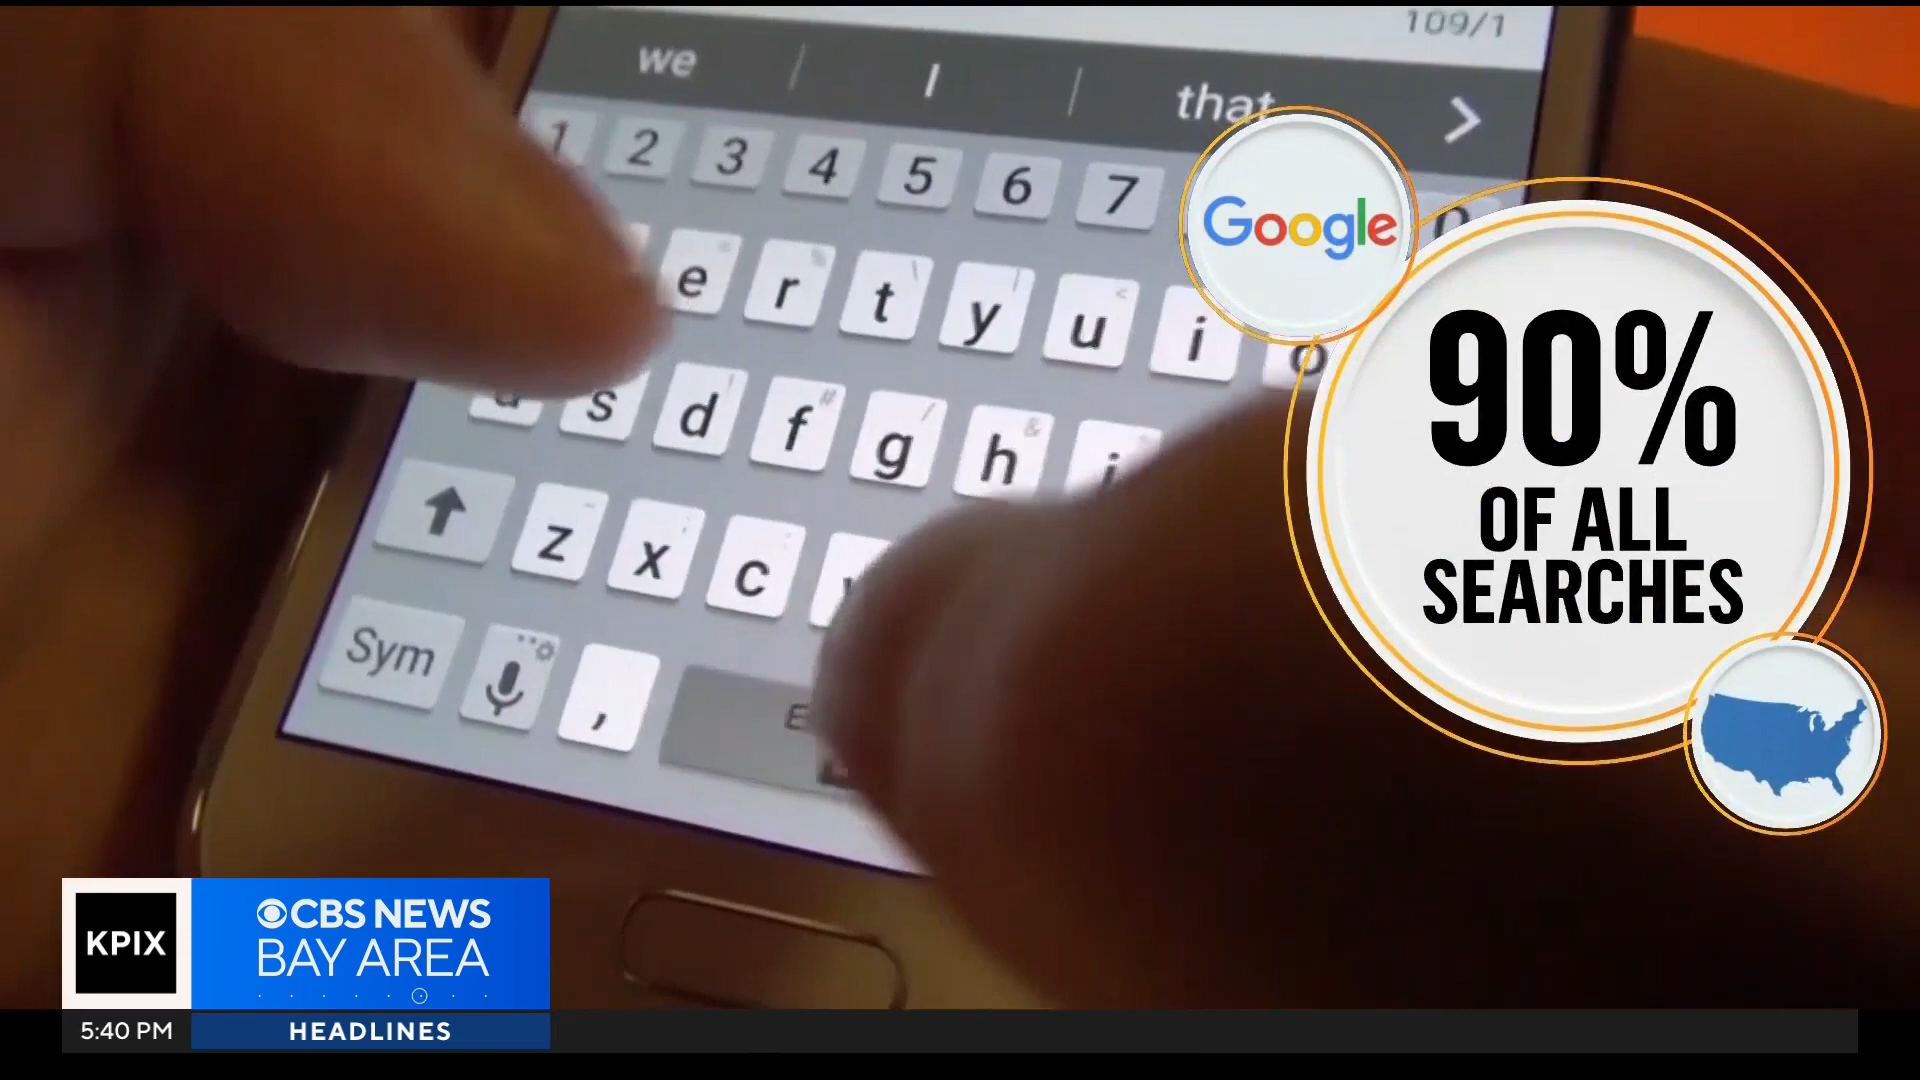 109/1
we
I
that
1 2 3 4 5 6 7
e r t y u i o
s d f g h j
z x c
Sym
,
Google
90%
OF ALL
SEARCHES
KPIX
CBS NEWS
BAY AREA
5:40 PM
HEADLINES